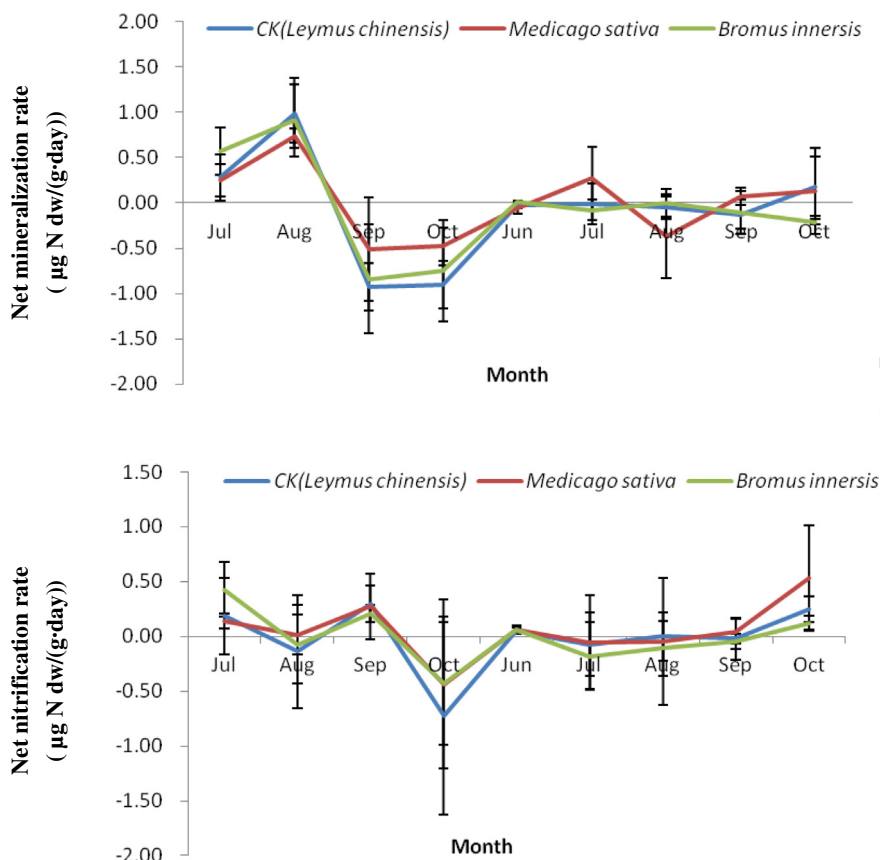 2.00
CK(Leymus chinensis) Medicago sativa Bromus innersis
1.50
1.00
0.50
0.00
Jul Aug Sep Oct Jun Jul Aug Sep Oct
-0.50
-1.00
-1.50
-2.00
Month
Net mineralization rate
( μg N dw/(g·day))
1.50
CK(Leymus chinensis) Medicago sativa Bromus innersis
1.00
0.50
0.00
Jul Aug Sep Oct Jun Jul Aug Sep Oct
-0.50
-1.00
-1.50
-2.00
Month
Net nitrification rate
( μg N dw/(g·day))